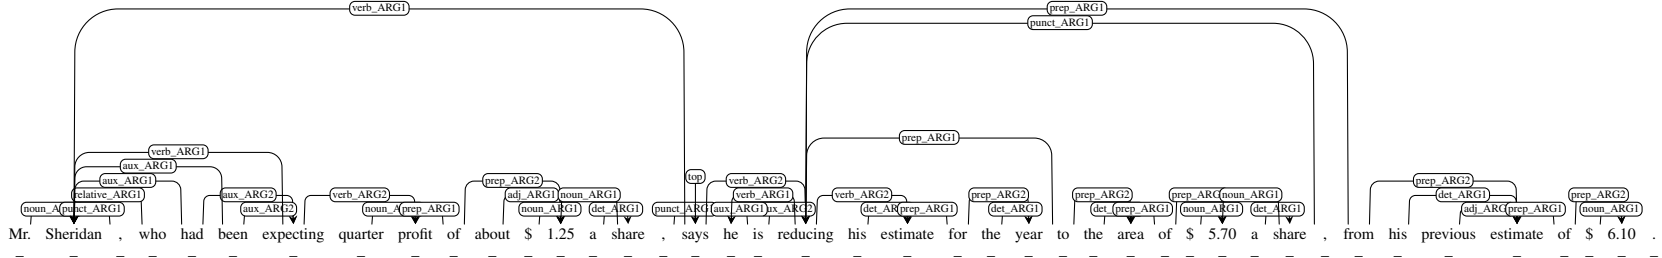 verb_ARG1 prep_ARG1
punct_ARG1
prep_ARG1
verb_ARG1
aux_ARG1
aux_ARG1 prep_ARG2 top verb_ARG2 prep_ARG2
relative_ARG1 aux_ARG2 verb_ARG2 adj_ARG1 noun_ARG1 verb_ARG1 verb_ARG2 prep_ARG2 prep_ARG2 noun_ARG1 det_ARG1 prep_ARG2
punct_ARG1 aux_ARG2 prep_ARG1 noun_ARG1 det_ARG1 aux_ARG1 prep_ARG1 det_ARG1 prep_ARG1 noun_ARG1 det_ARG1 prep_ARG1 noun_ARG1
Mr. Sheridan , who had been expecting quarter profit of about $ 1.25 a share , says he is reducing his estimate for the year to the area of $ 5.70 a share , from his previous estimate of $ 6.10 .
_ _ _ _ _ _ _ _ _ _ _ _ _ _ _ _ _ _ _ _ _ _ _ _ _ _ _ _ _ _ _ _ _ _ _ _ _ _ _ _ _